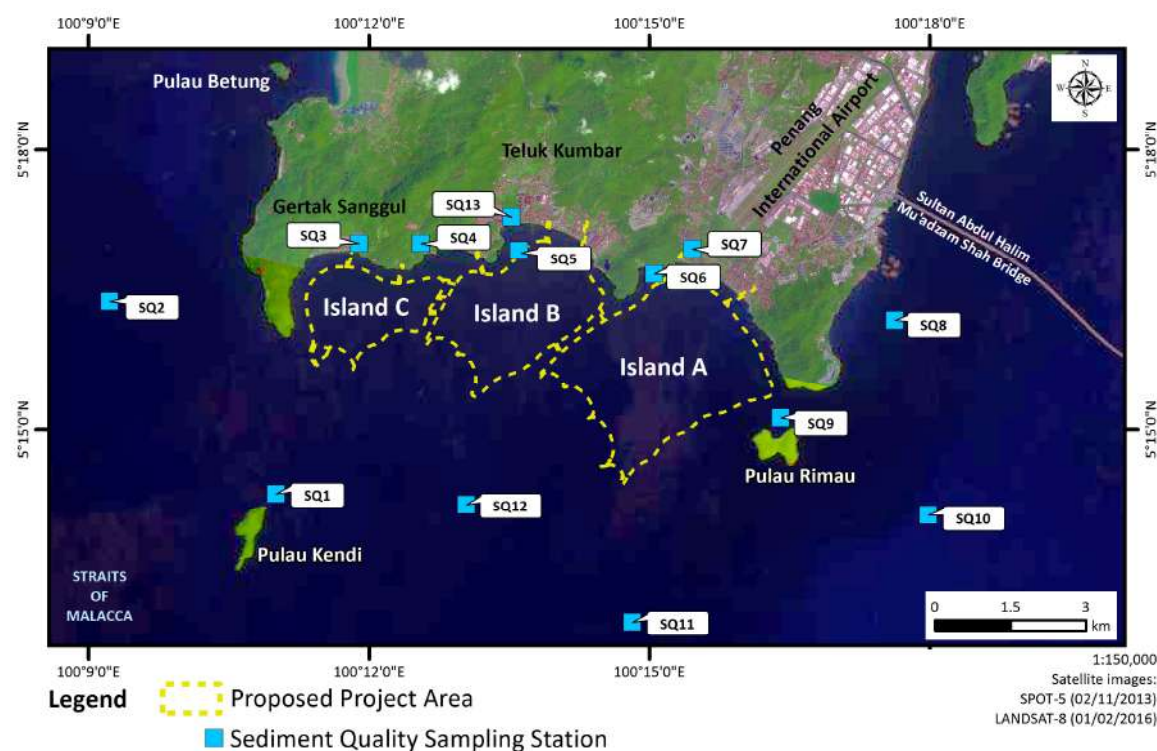 100°9'0"E
100°12'0"E
100°15'0"E
100°18'0"E
Pulau Betung
N
W
E
S
5°18'0"N
5°18'0"N
Teluk Kumbar
Penang
International Airport
Gertak Sanggul
SQ13
SQ3
SQ4
SQ5
SQ7
SQ6
Sultan Abdul Halim
Mu'adzam Shah Bridge
SQ2
Island C
Island B
SQ8
Island A
5°15'0"N
5°15'0"N
SQ9
Pulau Rimau
SQ1
SQ12
SQ10
Pulau Kendi
STRAITS
OF
MALACCA
SQ11
0
1.5
3
km
100°9'0"E
100°12'0"E
100°15'0"E
100°18'0"E
1:150,000
Satellite images:
SPOT-5 (02/11/2013)
LANDSAT-8 (01/02/2016)
Legend
Proposed Project Area
Sediment Quality Sampling Station